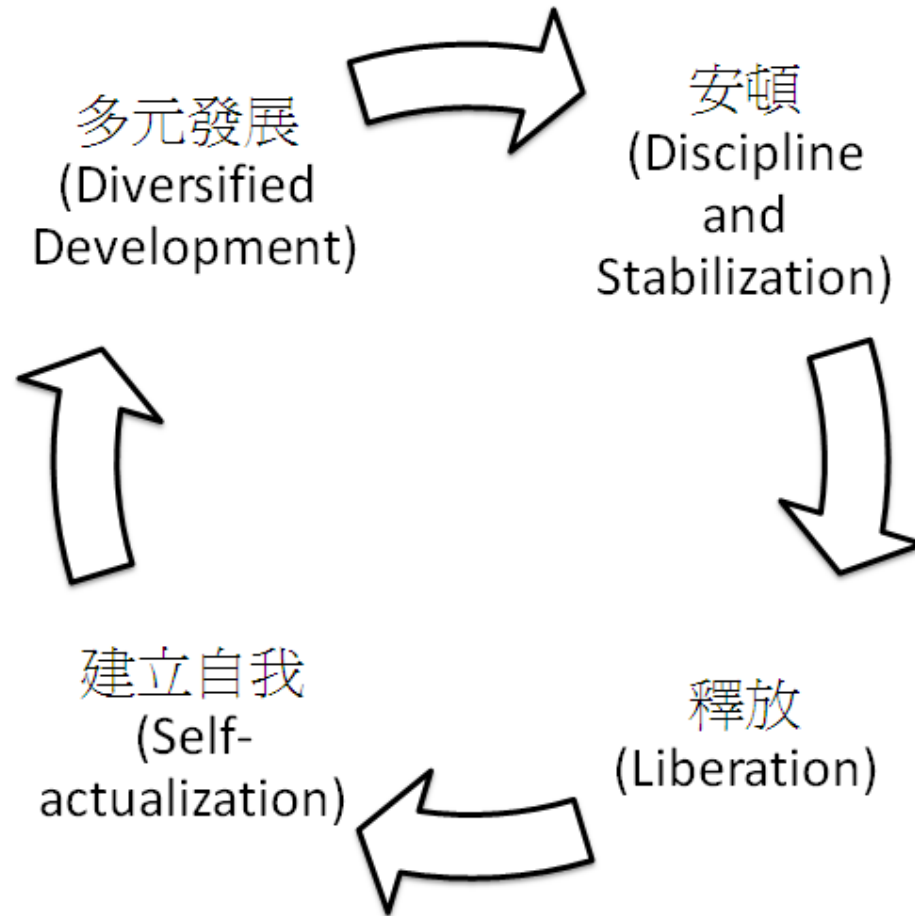 多元發展
(Diversified
Development)
安頓
(Discipline
and
Stabilization)
釋放
(Liberation)
建立自我
(Self-
actualization)